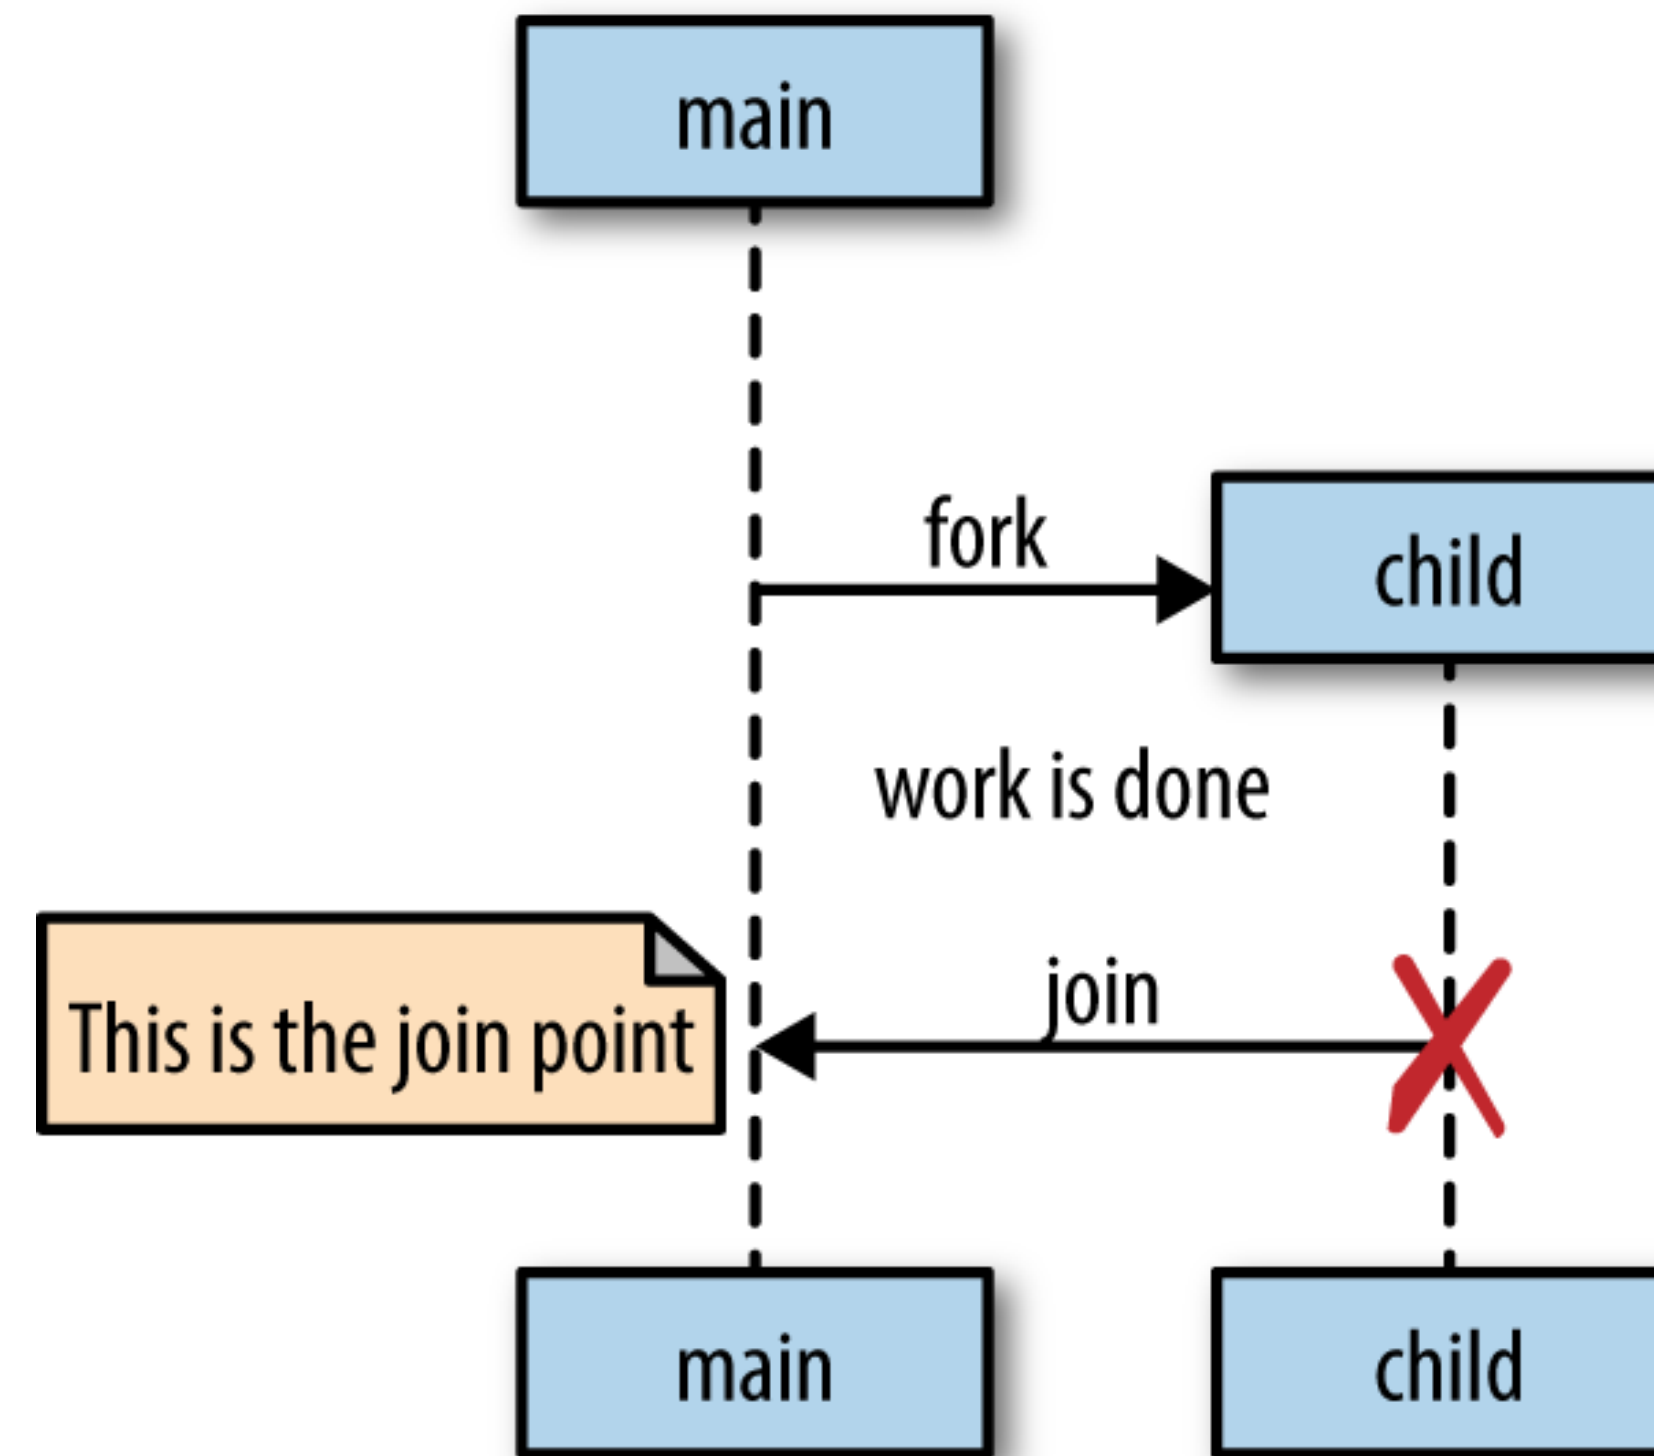 main
fork
child
work is done
join
This is the join point
main
child